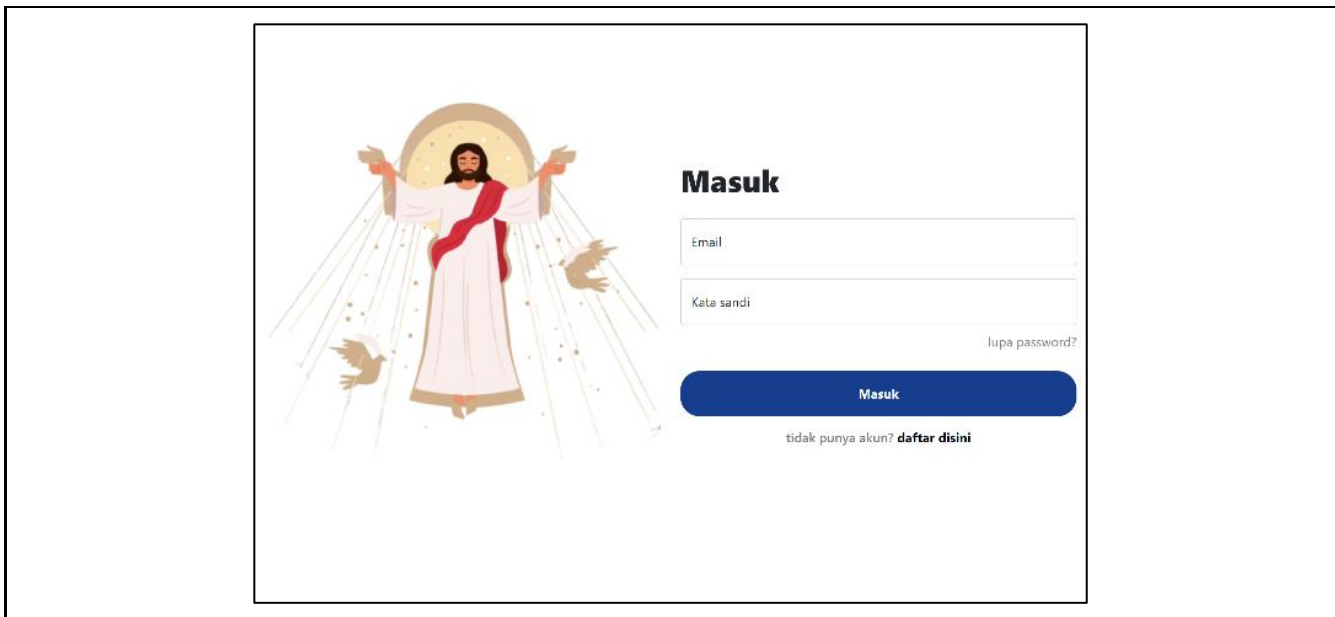 Masuk
Email
Kata sandi
lupa password?
Masuk
tidak punya akun? daftar disini